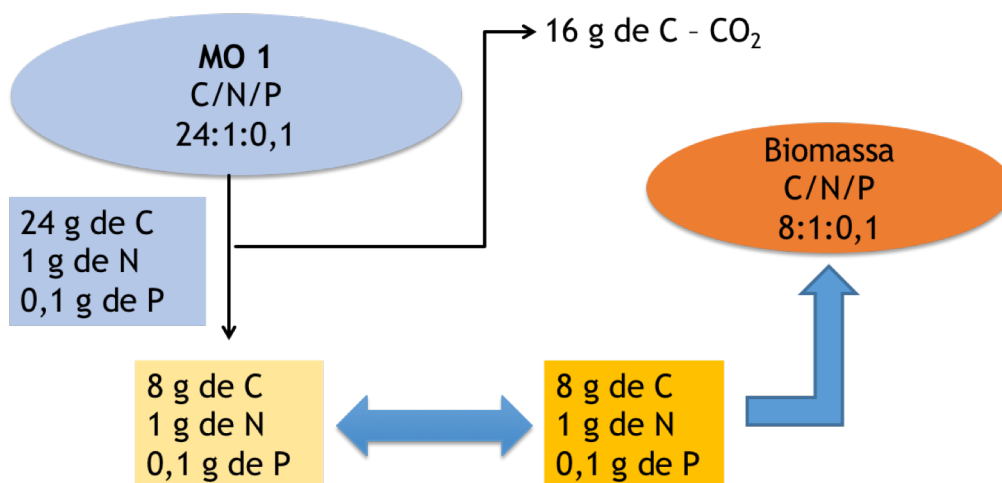 MO 1
C/N/P
24:1:0,1
16 g de C – CO₂
Biomassa
C/N/P
8:1:0,1
24 g de C
1 g de N
0,1 g de P
8 g de C
1 g de N
0,1 g de P
8 g de C
1 g de N
0,1 g de P